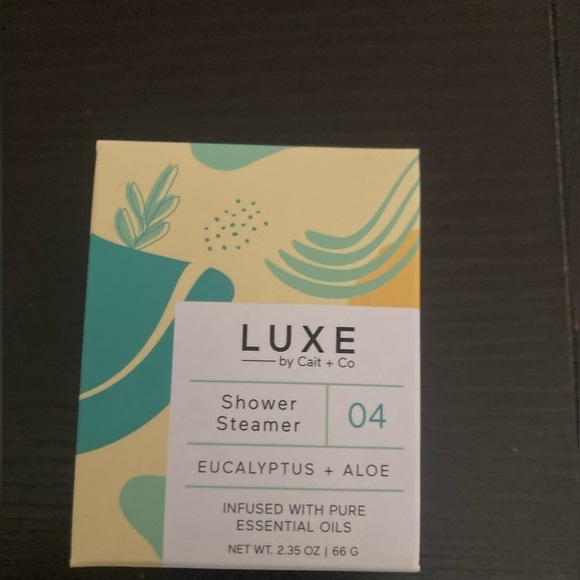 LUXE
by Cait + Co
Shower
Steamer
04
EUCALYPTUS + ALOE
INFUSED WITH PURE
ESSENTIAL OILS
NET WT. 2.35 OZ | 66 G